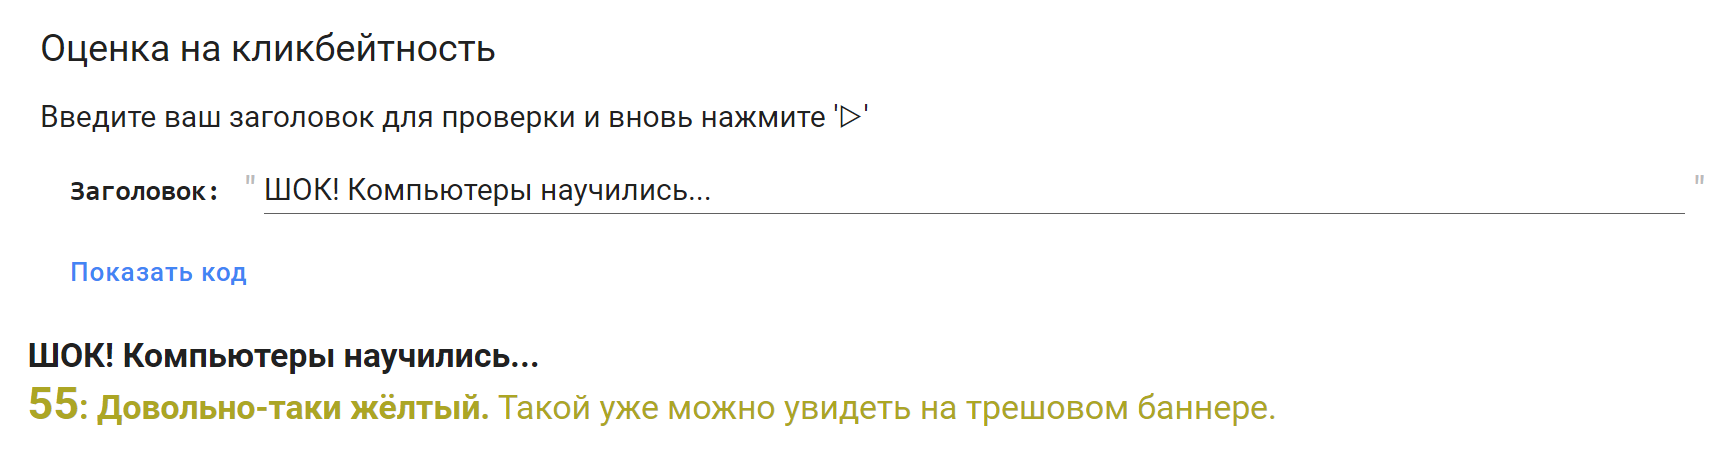 Оценка на кликбейтность
Введите ваш заголовок для проверки и вновь нажмите '▷'
Заголовок: " ШОК! Компьютеры научились... "
Показать код
ШОК! Компьютеры научились...
55: Довольно-таки жёлтый. Такой уже можно увидеть на трешовом баннере.